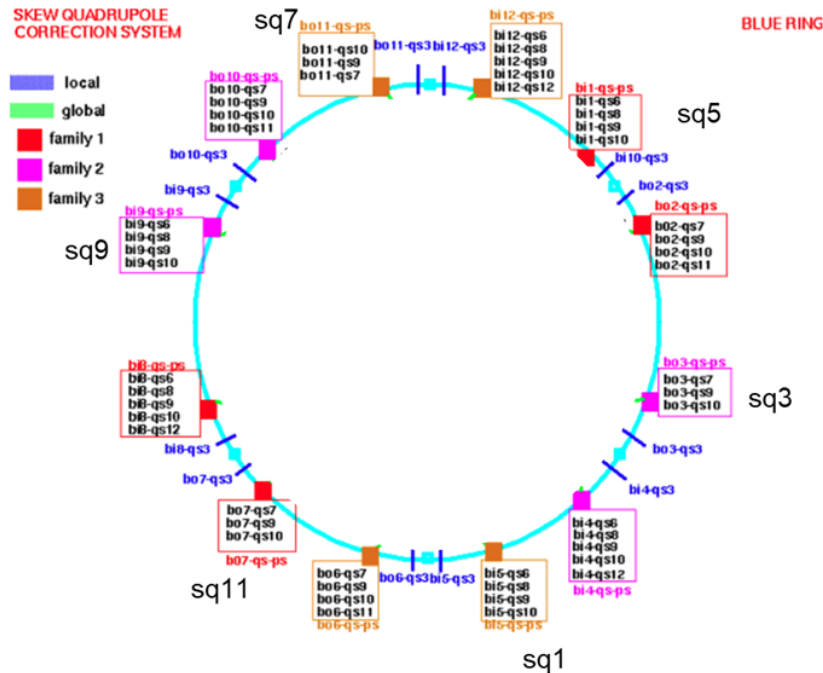 SKEW QUADRUPOLE
CORRECTION SYSTEM
BLUE RING
local
global
family 1
family 2
family 3
sq7
bo11-qs-ps
bo11-qs10
bo11-qs9
bo11-qs7
bo11-qs3
bi12-qs3
bi12-qs-ps
bi12-qs6
bi12-qs8
bi12-qs9
bi12-qs10
bi12-qs12
bo10-qs-ps
bo10-qs7
bo10-qs9
bo10-qs10
bo10-qs11
bi1-qs-ps
bi1-qs6
bi1-qs8
bi1-qs9
bi1-qs10
sq5
bo10-qs3
bi9-qs3
bi10-qs3
bo2-qs3
bi9-qs-ps
bi9-qs6
bi9-qs8
bi9-qs9
bi9-qs10
sq9
bo2-qs-ps
b02-qs7
bo2-qs9
bo2-qs10
bo2-qs11
bi8-qs-ps
bi8-qs6
bi8-qs8
bi8-qs9
bi8-qs10
bi8-qs12
bo3-qs-ps
bo3-qs7
bo3-qs9
bo3-qs10
sq3
bi8-qs3
bo7-qs3
bo3-qs3
bi4-qs3
bo7-qs7
bo7-qs9
bo7-qs10
b07-qs-ps
sq11
bi4-qs6
bi4-qs8
bi4-qs9
bi4-qs10
bi4-qs12
bi4-qs-ps
bo6-qs3
bi5-qs3
bo6-qs7
bo6-qs9
bo6-qs10
bo6-qs11
bo6-qs-ps
bi5-qs6
bi5-qs8
bi5-qs9
bi5-qs10
bi5-qs-ps
sq1